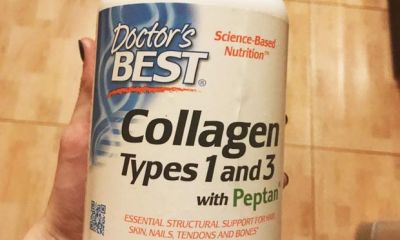 Doctor's
BEST®
Science-Based
Nutrition™
Collagen
Types 1 and 3
with Peptan
ESSENTIAL STRUCTURAL SUPPORT FOR HAIR,
SKIN, NAILS, TENDONS AND BONES*